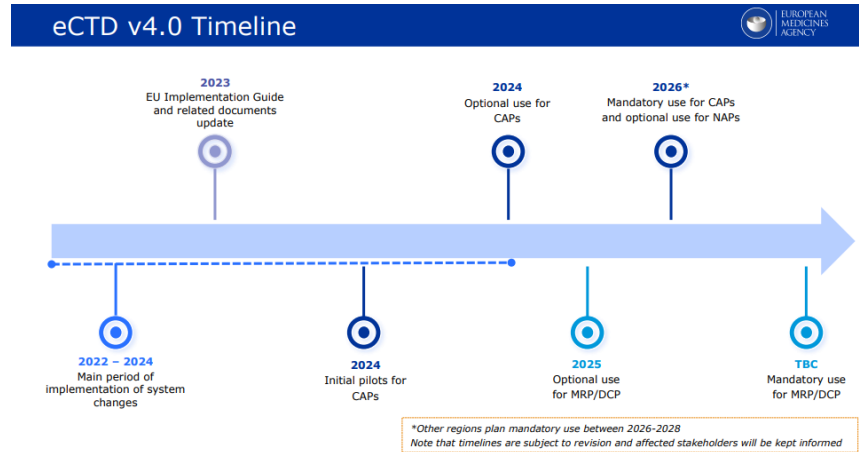 eCTD v4.0 Timeline
EUROPEAN
MEDICINES
AGENCY
2023
EU Implementation Guide
and related documents
update
2024
Optional use for
CAPs
2026*
Mandatory use for CAPs
and optional use for NAPs
2022 – 2024
Main period of
implementation of system
changes
2024
Initial pilots for
CAPs
2025
Optional use
for MRP/DCP
TBC
Mandatory use
for MRP/DCP
*Other regions plan mandatory use between 2026-2028
Note that timelines are subject to revision and affected stakeholders will be kept informed